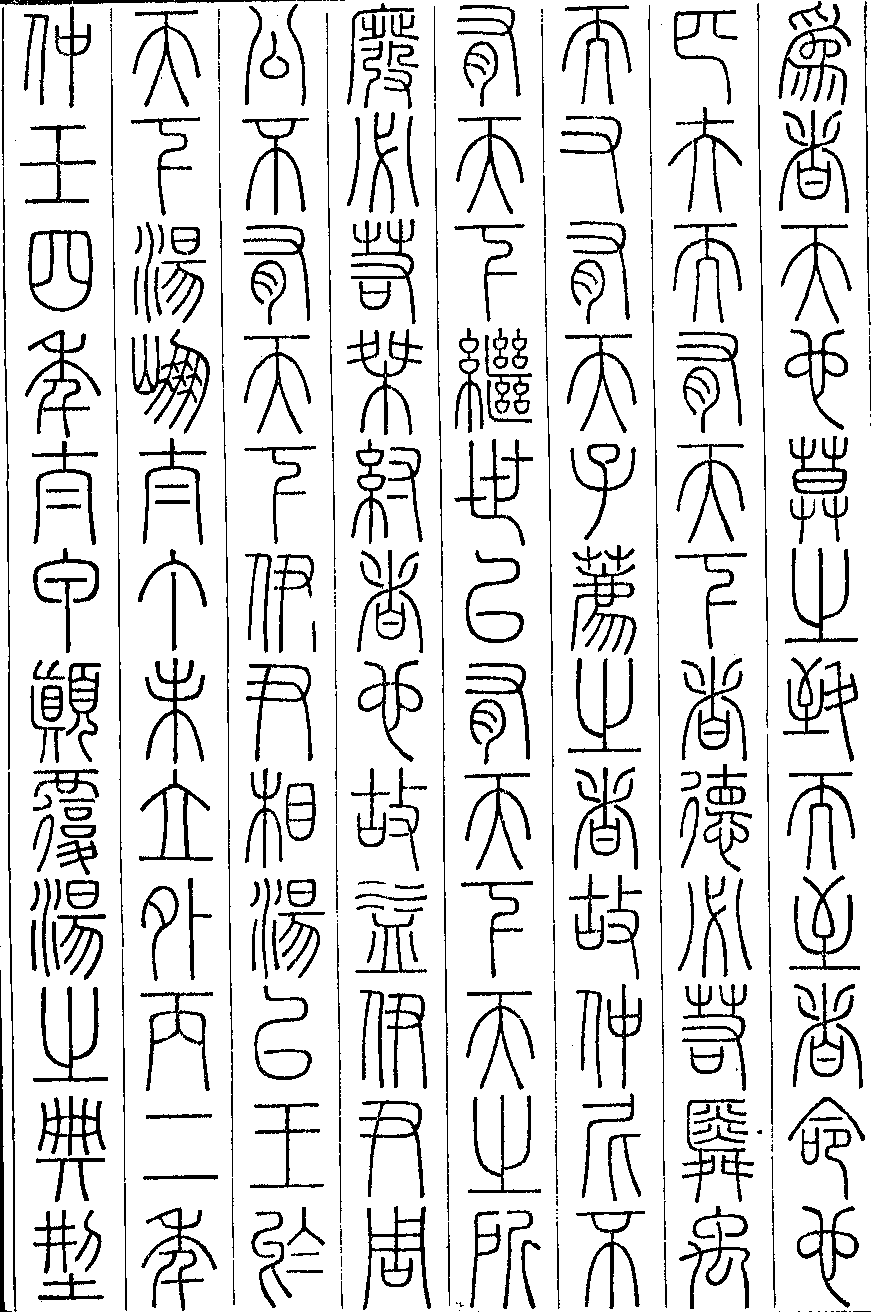 為者天也莫之致而至者命也
匹夫而有天下者德必若舜禹
而又有天子薦之者故仲尼不
有天下繼世以有天下天之所
廢必若桀紂者也故益伊尹周
公不有天下伊尹相湯以王於
天下湯崩太丁未立外丙二年
仲壬四年太甲顛覆湯之典型